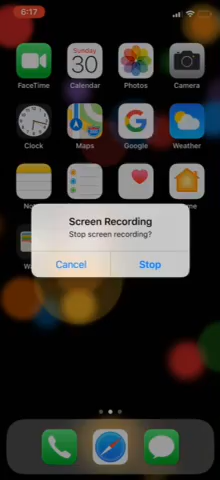 6:17
Sunday
30
FaceTime
Calendar
Photos
Camera
Clock
Maps
Google
Weather
Screen Recording
Stop screen recording?
Cancel
Stop